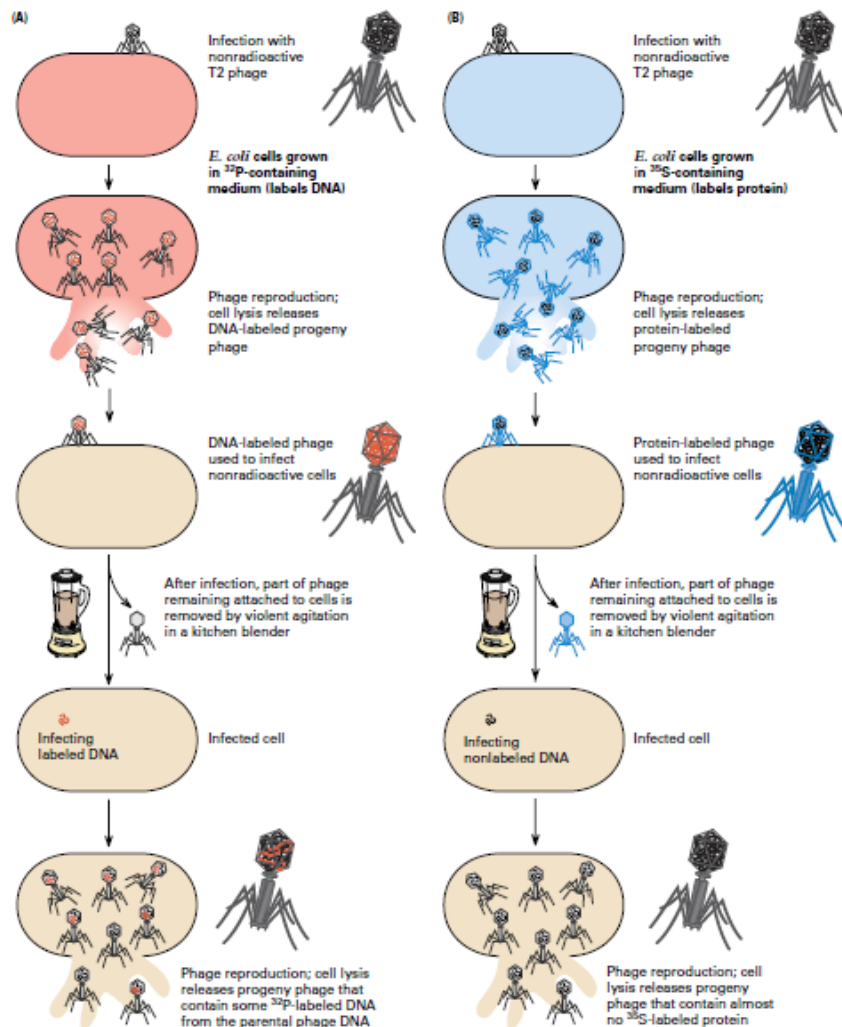 (A)
Infection with
nonradioactive
T2 phage
E. coli cells grown
in ³²P-containing
medium (labels DNA)
Phage reproduction;
cell lysis releases
DNA-labeled progeny
phage
DNA-labeled phage
used to infect
nonradioactive cells
After infection, part of phage
remaining attached to cells is
removed by violent agitation
in a kitchen blender
Infecting
labeled DNA
Infected cell
Phage reproduction; cell lysis
releases progeny phage that
contain some ³²P-labeled DNA
from the parental phage DNA
(B)
Infection with
nonradioactive
T2 phage
E. coli cells grown
in ³⁵S-containing
medium (labels protein)
Phage reproduction;
cell lysis releases
protein-labeled
progeny phage
Protein-labeled phage
used to infect
nonradioactive cells
After infection, part of phage
remaining attached to cells is
removed by violent agitation
in a kitchen blender
Infecting
nonlabeled DNA
Infected cell
Phage reproduction; cell
lysis releases progeny
phage that contain almost
no ³⁵S-labeled protein